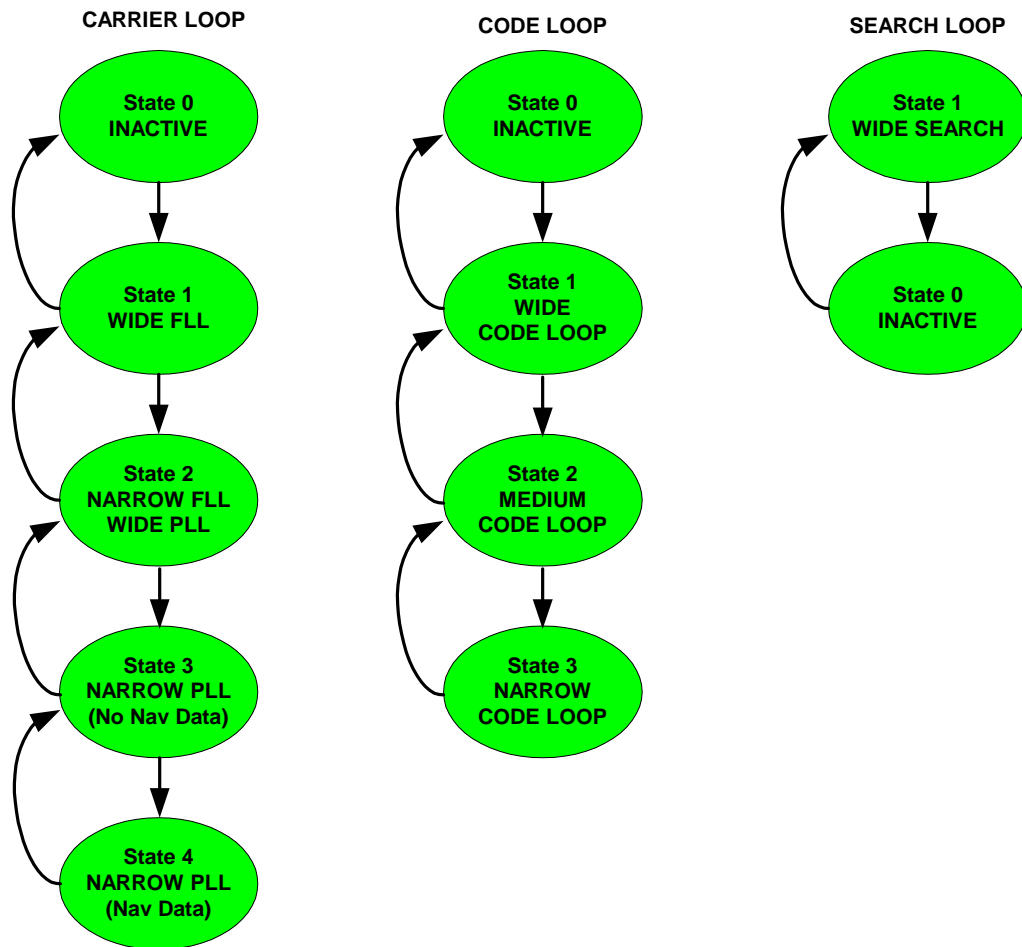 CARRIER LOOP
State 0
INACTIVE
State 1
WIDE FLL
State 2
NARROW FLL
WIDE PLL
State 3
NARROW PLL
(No Nav Data)
State 4
NARROW PLL
(Nav Data)
CODE LOOP
State 0
INACTIVE
State 1
WIDE
CODE LOOP
State 2
MEDIUM
CODE LOOP
State 3
NARROW
CODE LOOP
SEARCH LOOP
State 1
WIDE SEARCH
State 0
INACTIVE